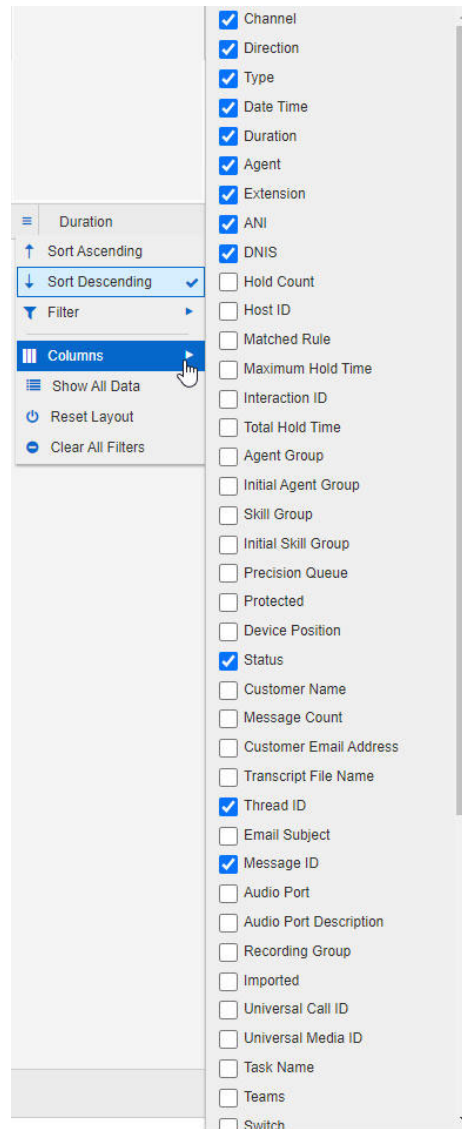 Duration
Sort Ascending
Sort Descending
Filter
Columns
Show All Data
Reset Layout
Clear All Filters
Channel
Direction
Type
Date Time
Duration
Agent
Extension
ANI
DNIS
Hold Count
Host ID
Matched Rule
Maximum Hold Time
Interaction ID
Total Hold Time
Agent Group
Initial Agent Group
Skill Group
Initial Skill Group
Precision Queue
Protected
Device Position
Status
Customer Name
Message Count
Customer Email Address
Transcript File Name
Thread ID
Email Subject
Message ID
Audio Port
Audio Port Description
Recording Group
Imported
Universal Call ID
Universal Media ID
Task Name
Teams
Switch